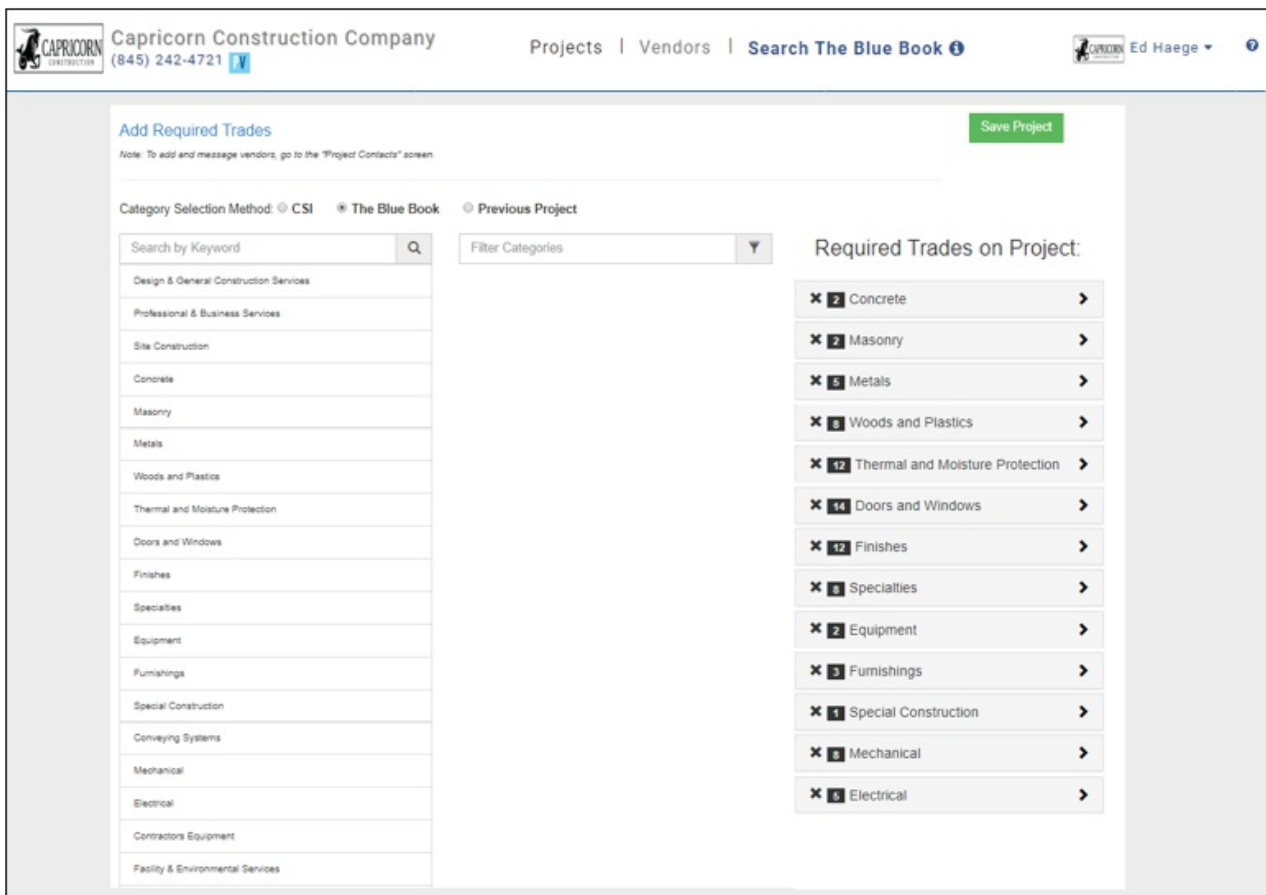 CAPRICORN
CONSTRUCTION
Capricorn Construction Company
(845) 242-4721 PV
Projects | Vendors | Search The Blue Book
CAPRICORN
Ed Haege
Add Required Trades
Save Project
Note: To add and message vendors, go to the "Project Contacts" screen.
Category Selection Method: CSI The Blue Book Previous Project
Search by Keyword
Filter Categories
Design & General Construction Services
Professional & Business Services
Site Construction
Concrete
Masonry
Metals
Woods and Plastics
Thermal and Moisture Protection
Doors and Windows
Finishes
Specialties
Equipment
Furnishings
Special Construction
Conveying Systems
Mechanical
Electrical
Contractors Equipment
Facility & Environmental Services
Required Trades on Project:
2 Concrete
2 Masonry
5 Metals
8 Woods and Plastics
12 Thermal and Moisture Protection
14 Doors and Windows
12 Finishes
8 Specialties
2 Equipment
3 Furnishings
1 Special Construction
8 Mechanical
Electrical